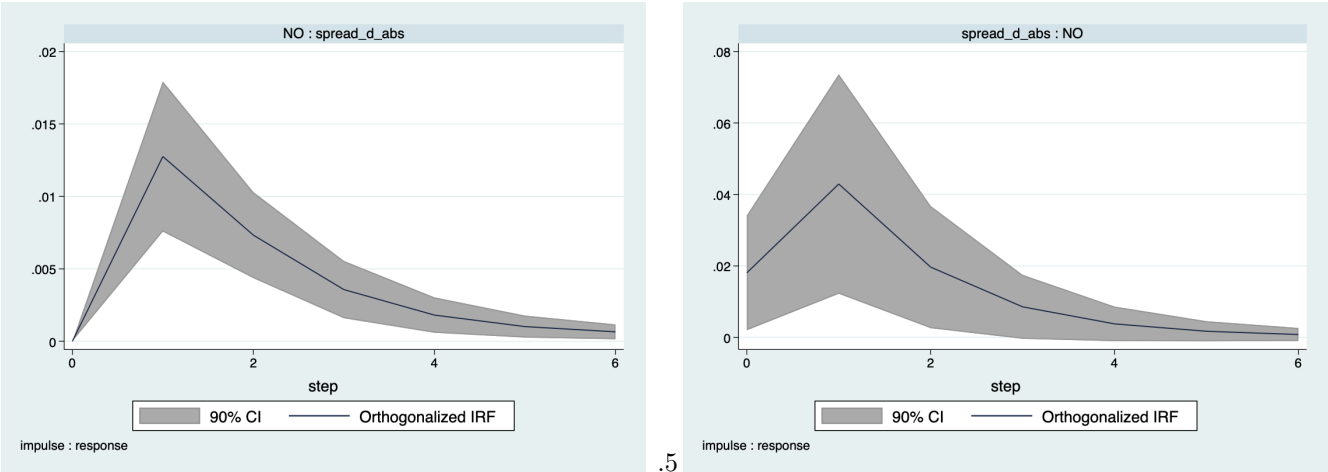 NO : spread_d_abs
.02
.015
.01
.005
0
0 2 4 6
step
90% CI Orthogonalized IRF
impulse : response
.5
spread_d_abs : NO
.08
.06
.04
.02
0
0 2 4 6
step
90% CI Orthogonalized IRF
impulse : response